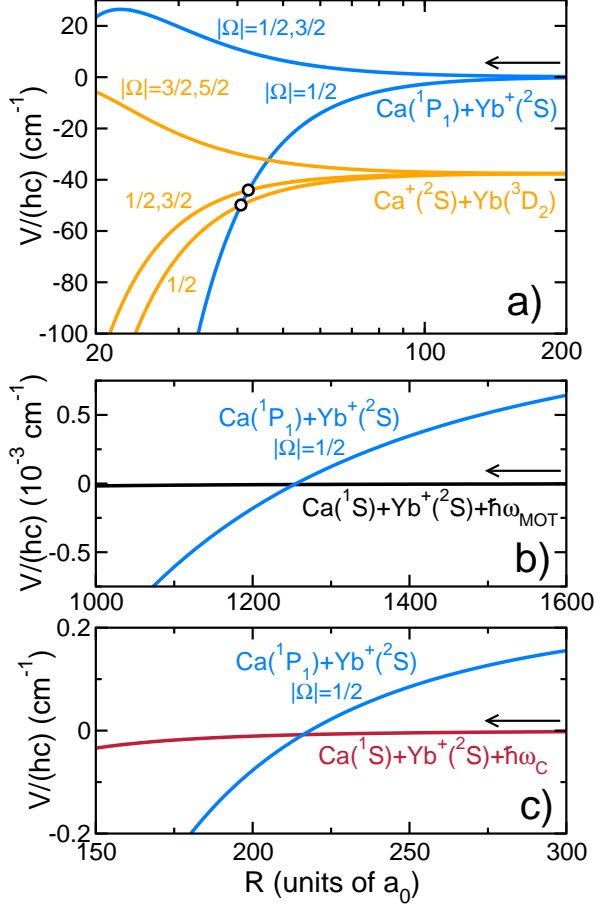 20
0
-20
-40
-60
-80
-100
V/(hc) (cm⁻¹)
|Ω|=1/2,3/2
|Ω|=3/2,5/2
|Ω|=1/2
Ca(¹P₁)+Yb⁺(²S)
1/2,3/2
Ca⁺(²S)+Yb(³D₂)
1/2
a)
20
100
200
0.5
0
-0.5
V/(hc) (10⁻³ cm⁻¹)
Ca(¹P₁)+Yb⁺(²S)
|Ω|=1/2
Ca(¹S)+Yb⁺(²S)+ħω_MOT
b)
1000
1200
1400
1600
0.2
0
-0.2
V/(hc) (cm⁻¹)
Ca(¹P₁)+Yb⁺(²S)
|Ω|=1/2
Ca(¹S)+Yb⁺(²S)+ħω_C
c)
150
200
250
300
R (units of a₀)